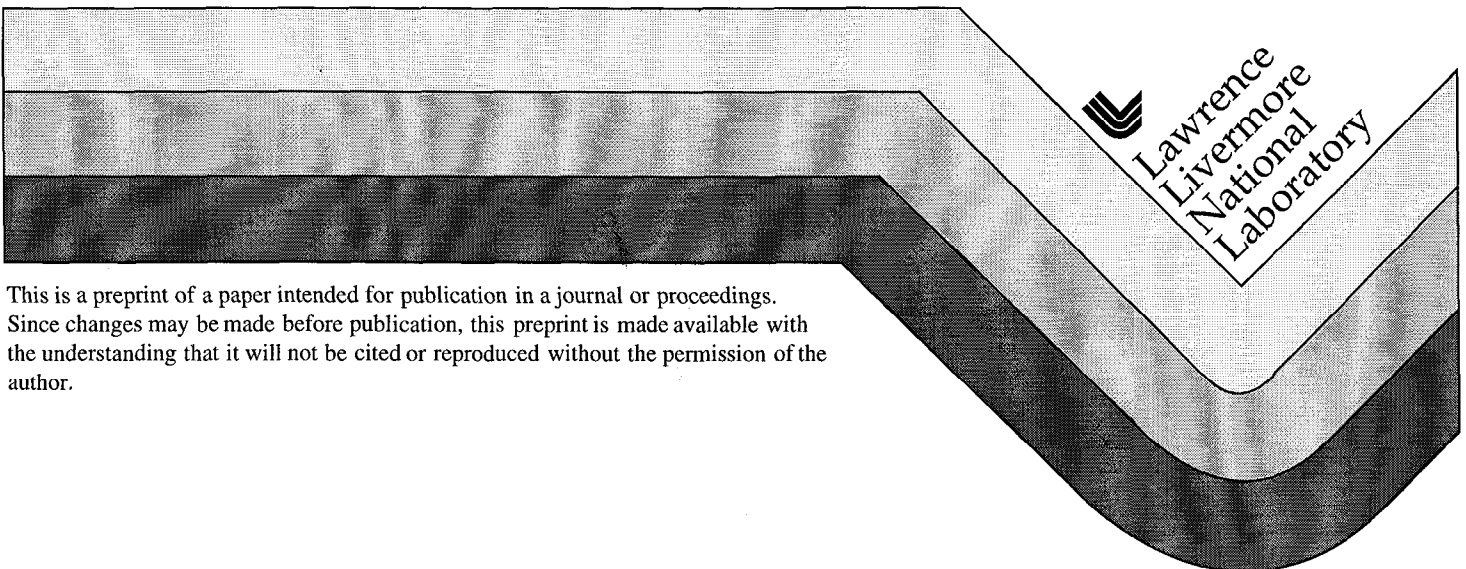 Lawrence
Livermore
National
Laboratory
This is a preprint of a paper intended for publication in a journal or proceedings.
Since changes may be made before publication, this preprint is made available with
the understanding that it will not be cited or reproduced without the permission of the
author.